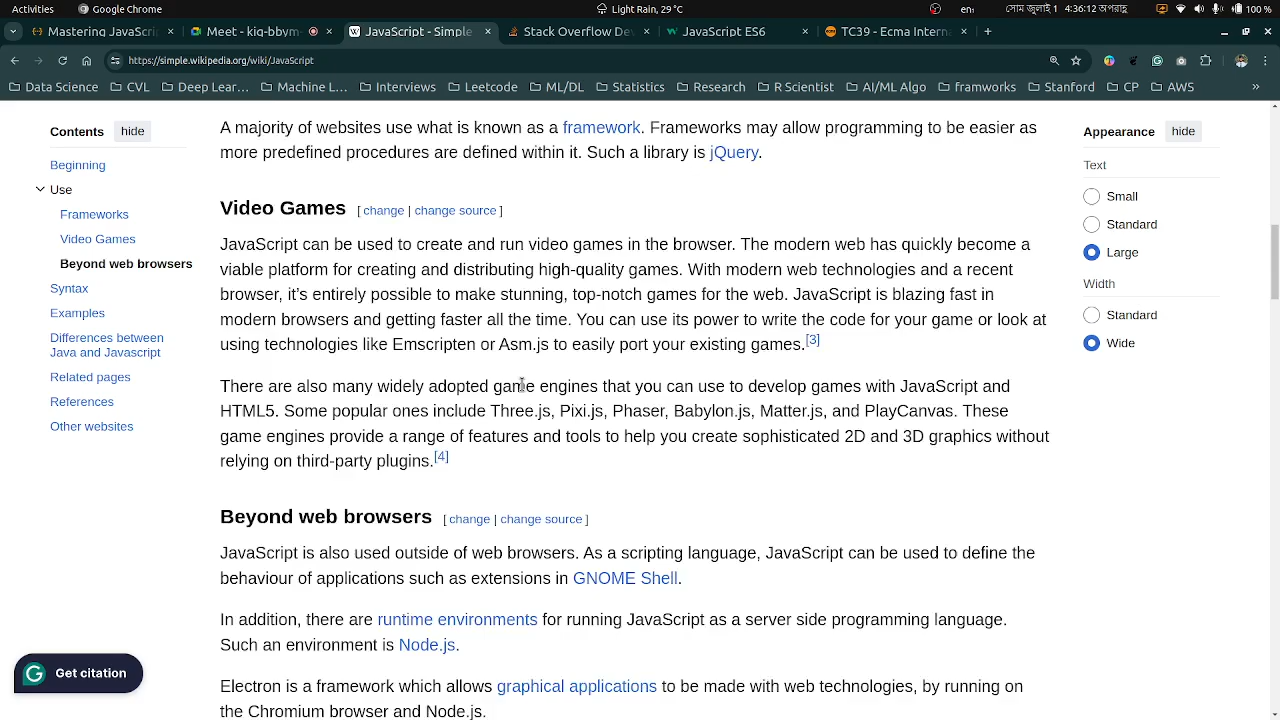 Activities Google Chrome Light Rain, 29 °C en সোম জুলাই 1 4:36:12 অপরাহ্ণ 100 %
Mastering JavaScri Meet - kig-bbym- JavaScript - Simple Stack Overflow Dev JavaScript ES6 TC39 - Ecma Interna
https://simple.wikipedia.org/wiki/JavaScript
Data Science CVL Deep Lear… Machine L… Interviews Leetcode ML/DL Statistics Research R Scientist AI/ML Algo framworks Stanford CP AWS »
Contents hide
Beginning
Use
Frameworks
Video Games
Beyond web browsers
Syntax
Examples
Differences between
Java and Javascript
Related pages
References
Other websites
A majority of websites use what is known as a framework. Frameworks may allow programming to be easier as
more predefined procedures are defined within it. Such a library is jQuery.
Video Games [ change | change source ]
JavaScript can be used to create and run video games in the browser. The modern web has quickly become a
viable platform for creating and distributing high-quality games. With modern web technologies and a recent
browser, it’s entirely possible to make stunning, top-notch games for the web. JavaScript is blazing fast in
modern browsers and getting faster all the time. You can use its power to write the code for your game or look at
using technologies like Emscripten or Asm.js to easily port your existing games.[3]
There are also many widely adopted game engines that you can use to develop games with JavaScript and
HTML5. Some popular ones include Three.js, Pixi.js, Phaser, Babylon.js, Matter.js, and PlayCanvas. These
game engines provide a range of features and tools to help you create sophisticated 2D and 3D graphics without
relying on third-party plugins.[4]
Beyond web browsers [ change | change source ]
JavaScript is also used outside of web browsers. As a scripting language, JavaScript can be used to define the
behaviour of applications such as extensions in GNOME Shell.
In addition, there are runtime environments for running JavaScript as a server side programming language.
Such an environment is Node.js.
Electron is a framework which allows graphical applications to be made with web technologies, by running on
the Chromium browser and Node.js.
Appearance hide
Text
Small
Standard
Large
Width
Standard
Wide
Get citation